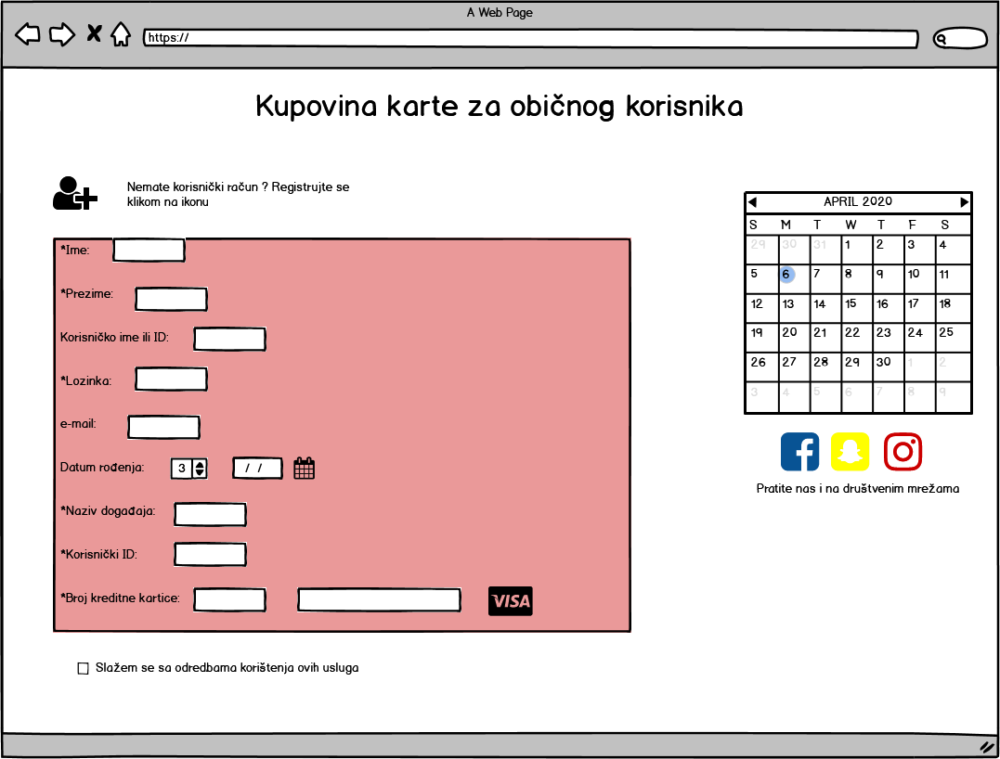 A Web Page
https://
Kupovina karte za običnog korisnika
Nemate korisnički račun ? Registrujte se
klikom na ikonu
*Ime:
*Prezime:
Korisničko ime ili ID:
*Lozinka:
e-mail:
Datum rođenja: 3 / /
*Naziv događaja:
*Korisnički ID:
*Broj kreditne kartice: VISA
Slažem se sa odredbama korištenja ovih usluga
APRIL 2020
S M T W T F S
29 30 31 1 2 3 4
5 6 7 8 9 10 11
12 13 14 15 16 17 18
19 20 21 22 23 24 25
26 27 28 29 30 1 2
3 4 5 6 7 8 9
Pratite nas i na društvenim mrežama